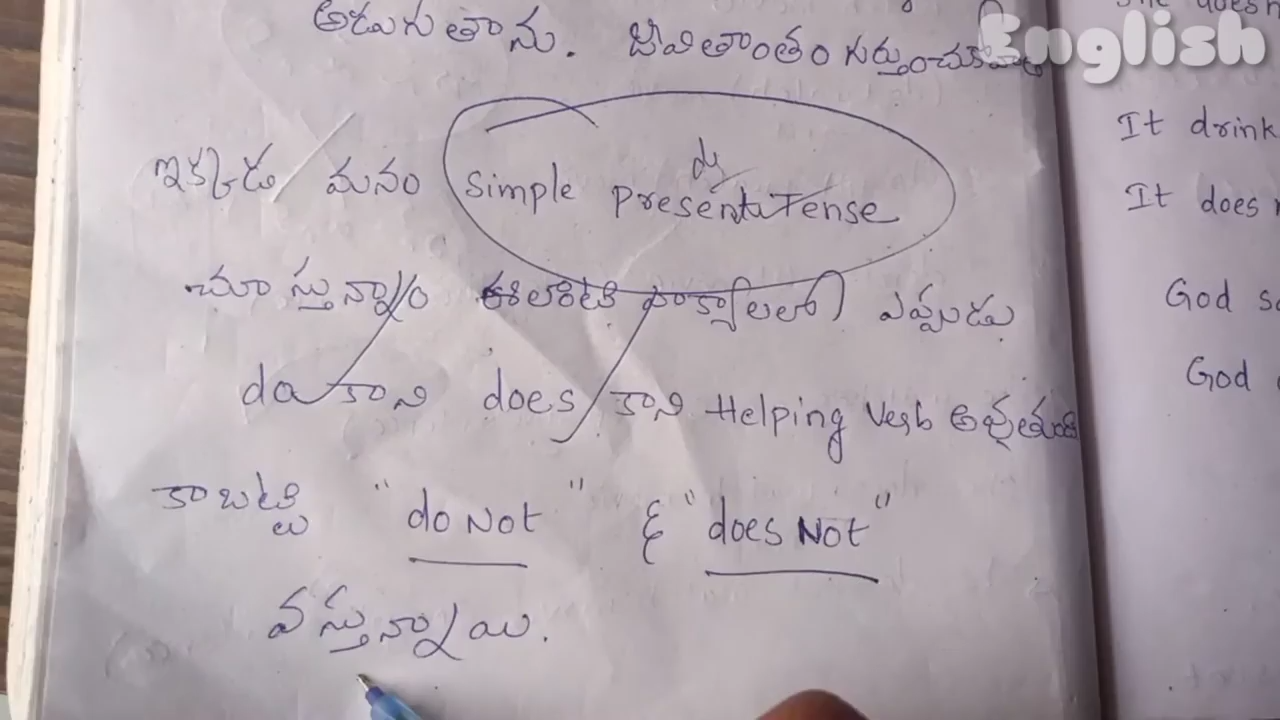 అడుగుతాను. జీవితాంతం గుర్తుంచుకోవాలి
English
ఇక్కడ మనం simple present Tense
చూస్తున్నాం ఈలాంటి వాక్యాలలో ఎప్పుడు
do కాని does కాని Helping Verb అవుతుంది
కాబట్టి "do Not" & "does Not"
వస్తున్నాయి.
It drink
It does
God
God